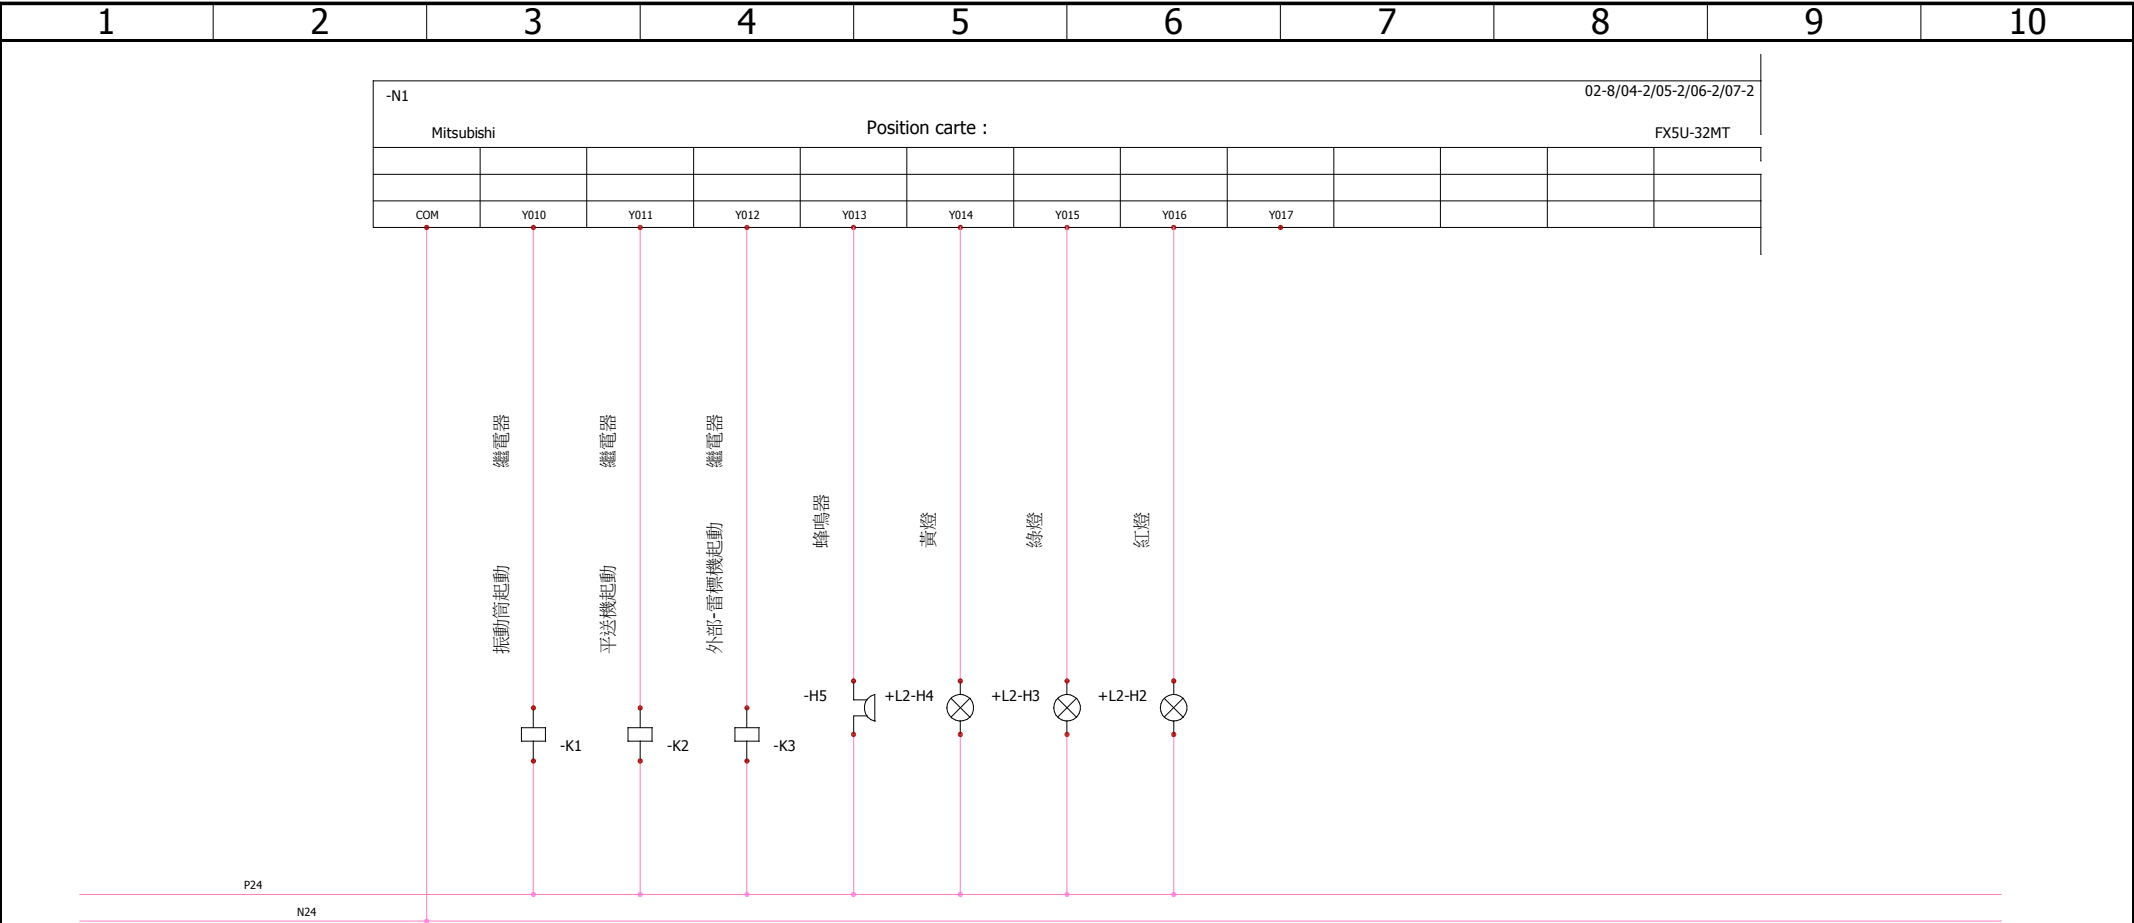 1 2 3 4 5 6 7 8 9 10
-N1 02-8/04-2/05-2/06-2/07-2
Mitsubishi Position carte : FX5U-32MT
COM Y010 Y011 Y012 Y013 Y014 Y015 Y016 Y017
振動筒起動 繼電器
平送機起動 繼電器
外部-雷標機起動 繼電器
蜂鳴器
黃燈
綠燈
紅燈
-H5 +L2-H4 +L2-H3 +L2-H2
-K1 -K2 -K3
P24
N24